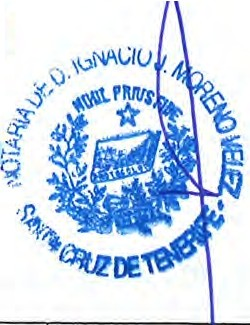 NOTARIA DE D. IGNACIO J. MORENO VELEZ
NIHIL PRIUS FIDE
SANTA CRUZ DE TENERIFE